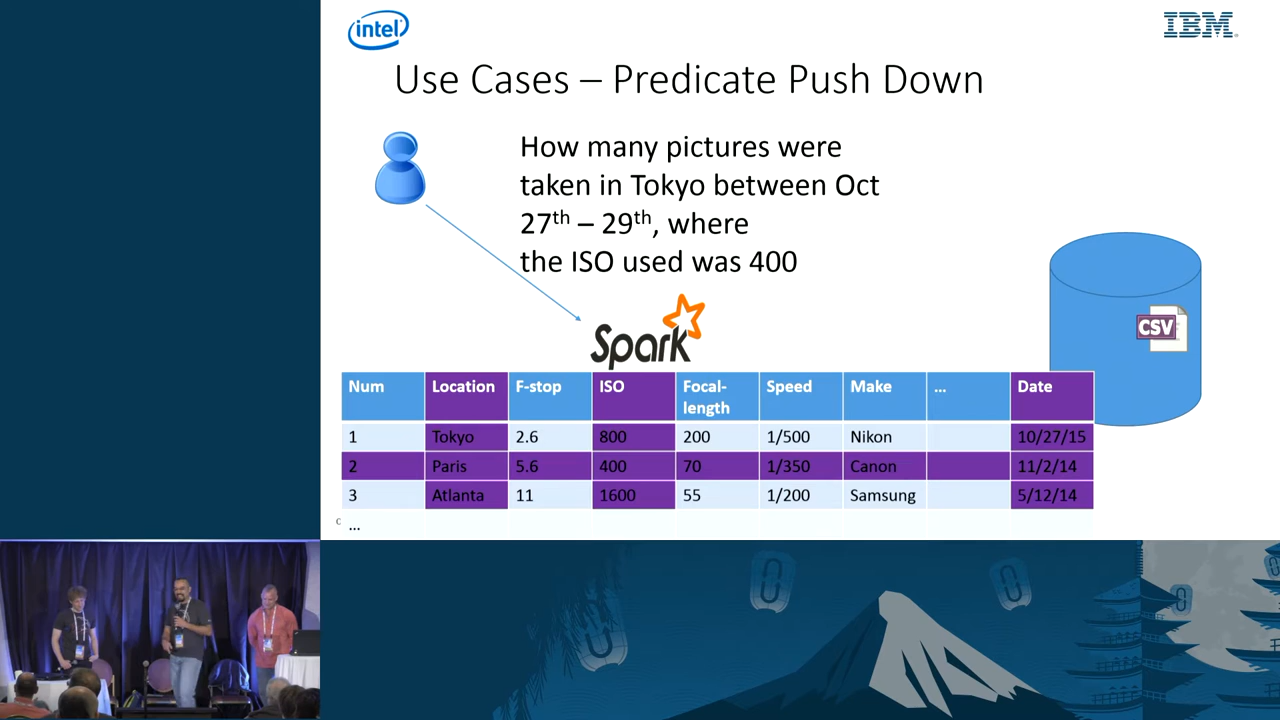 intel
IBM
Use Cases – Predicate Push Down
How many pictures were
taken in Tokyo between Oct
27th – 29th, where
the ISO used was 400
Spark
CSV
Num Location F-stop ISO Focal-length Speed Make ... Date
1 Tokyo 2.6 800 200 1/500 Nikon 10/27/15
2 Paris 5.6 400 70 1/350 Canon 11/2/14
3 Atlanta 11 1600 55 1/200 Samsung 5/12/14
...